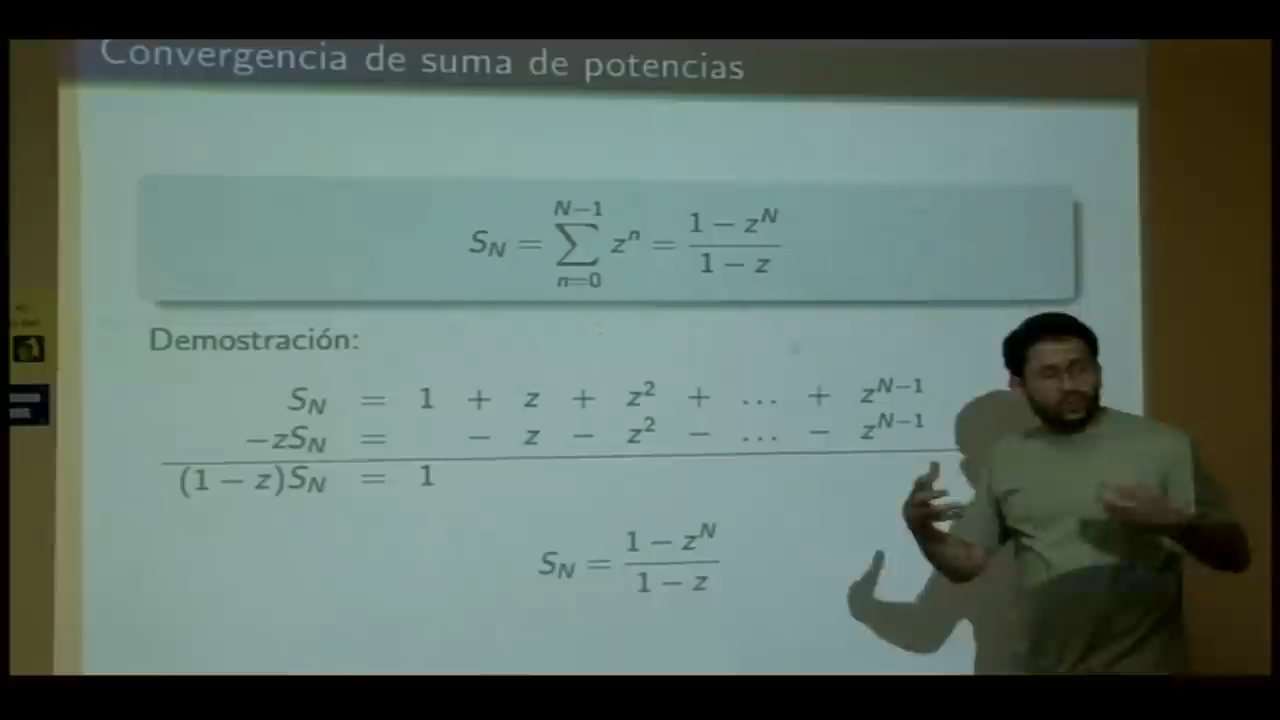 Convergencia de suma de potencias
S_N = \sum_{n=0}^{N-1} z^n = \frac{1 - z^N}{1 - z}
Demostración:
S_N = 1 + z + z^2 + ... + z^{N-1}
-zS_N = - z - z^2 - ... - z^{N-1}
(1 - z)S_N = 1
S_N = \frac{1 - z^N}{1 - z}